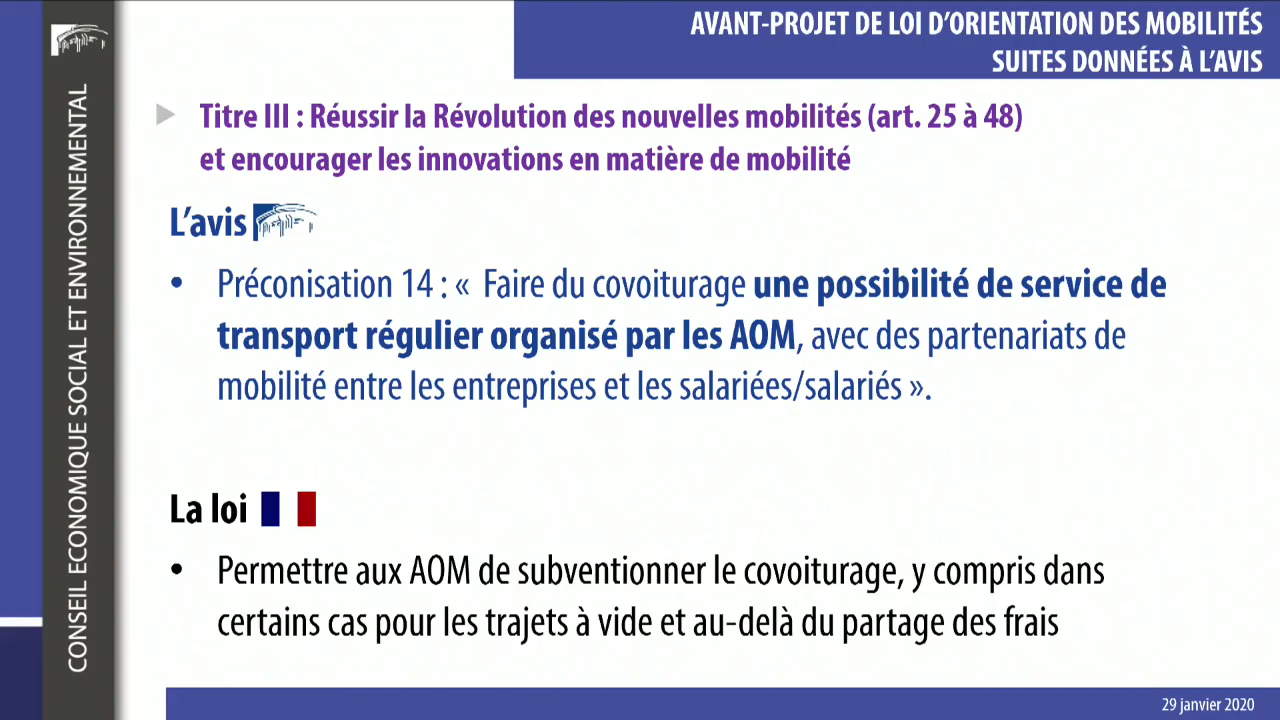 AVANT-PROJET DE LOI D’ORIENTATION DES MOBILITÉS
SUITES DONNÉES À L’AVIS
CONSEIL ECONOMIQUE SOCIAL ET ENVIRONNEMENTAL
Titre III : Réussir la Révolution des nouvelles mobilités (art. 25 à 48)
et encourager les innovations en matière de mobilité
L’avis
• Préconisation 14 : « Faire du covoiturage une possibilité de service de
transport régulier organisé par les AOM, avec des partenariats de
mobilité entre les entreprises et les salariées/salariés ».
La loi
• Permettre aux AOM de subventionner le covoiturage, y compris dans
certains cas pour les trajets à vide et au-delà du partage des frais
29 janvier 2020